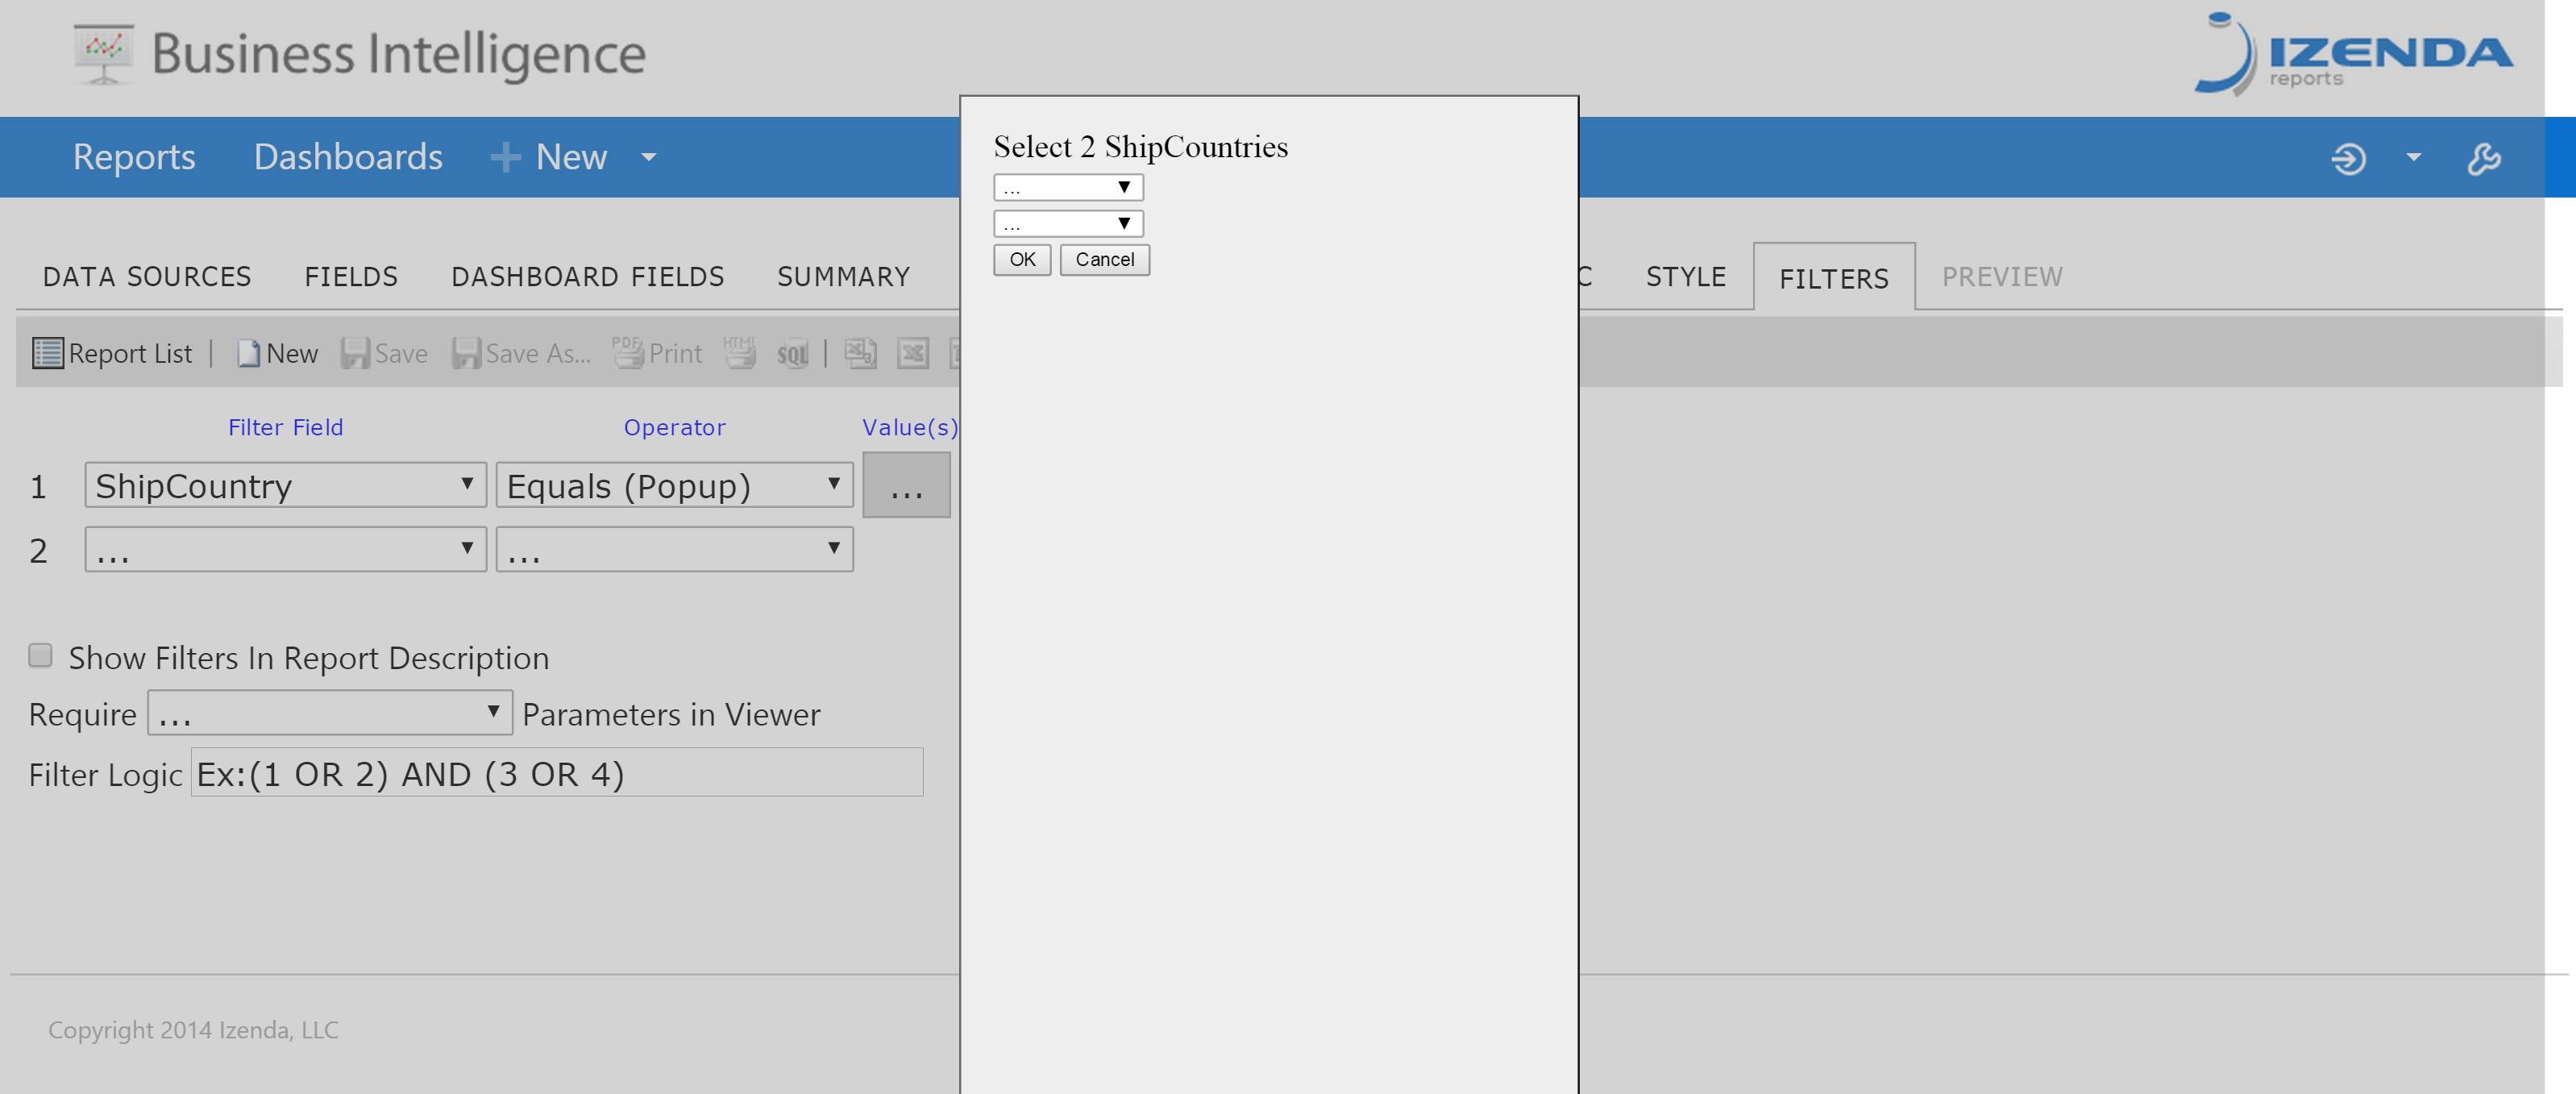 Business Intelligence
IZENDA
reports
Reports Dashboards + New
Select 2 ShipCountries
...
...
OK Cancel
DATA SOURCES FIELDS DASHBOARD FIELDS SUMMARY C STYLE FILTERS PREVIEW
Report List | New Save Save As... PDF Print HTML SQL |
Filter Field Operator Value(s)
1 ShipCountry Equals (Popup) ...
2 ... ...
Show Filters In Report Description
Require ... Parameters in Viewer
Filter Logic Ex:(1 OR 2) AND (3 OR 4)
Copyright 2014 Izenda, LLC